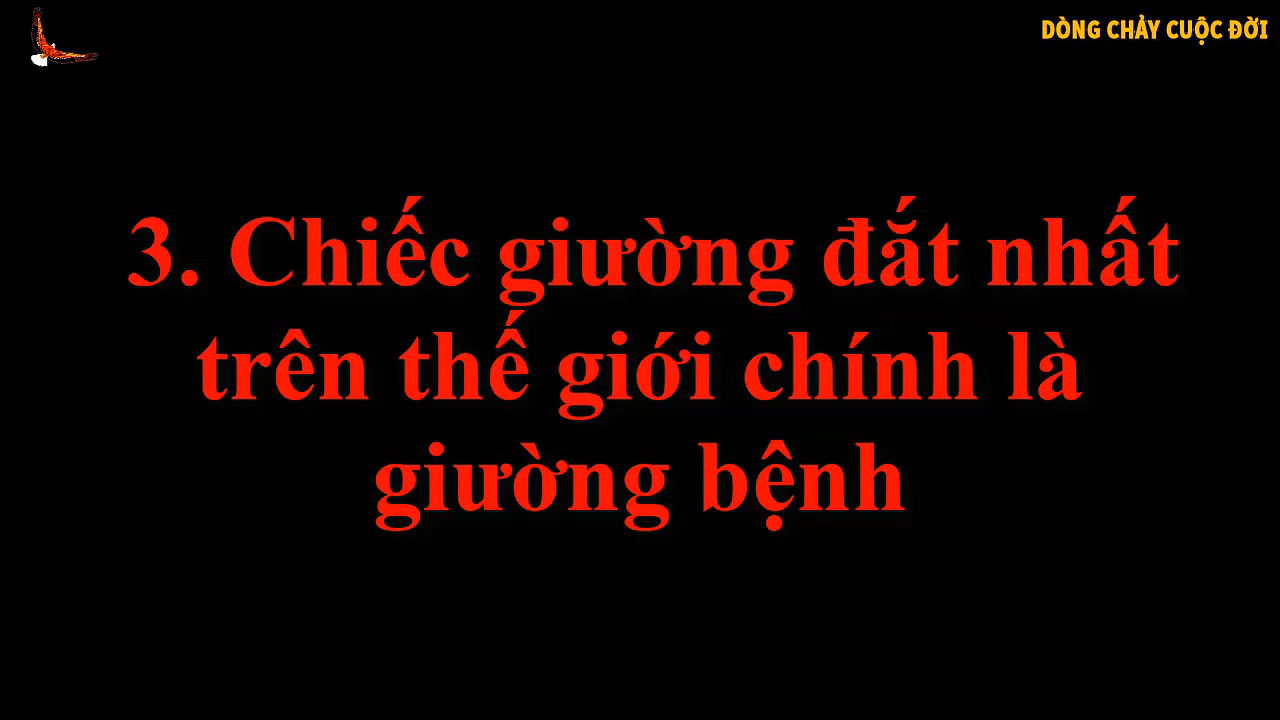 DÒNG CHẢY CUỘC ĐỜI
3. Chiếc giường đắt nhất
trên thế giới chính là
giường bệnh